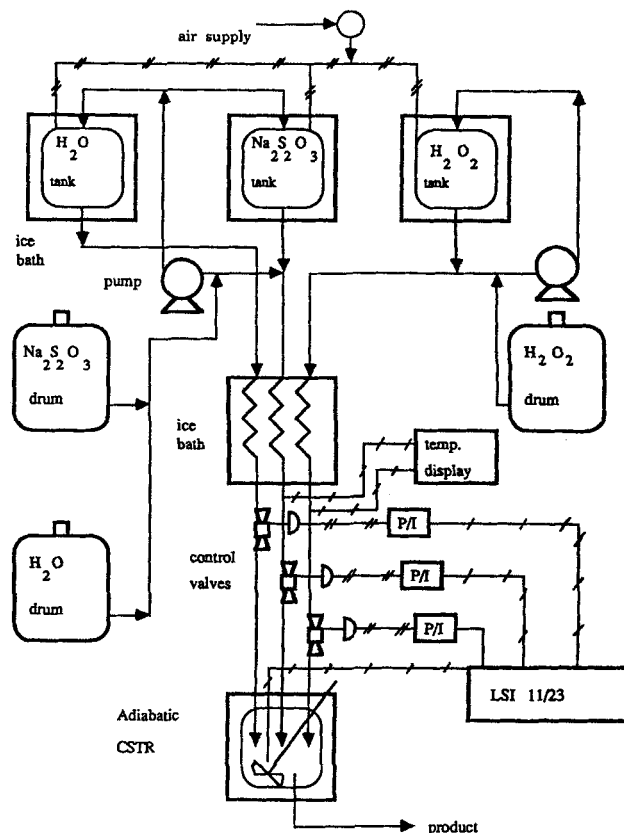 air supply
H2O
tank
Na2S2O3
tank
H2O2
tank
ice
bath
pump
Na2S2O3
drum
H2O2
drum
ice
bath
temp.
display
P/I
control
valves
P/I
H2O
drum
P/I
LSI 11/23
Adiabatic
CSTR
product